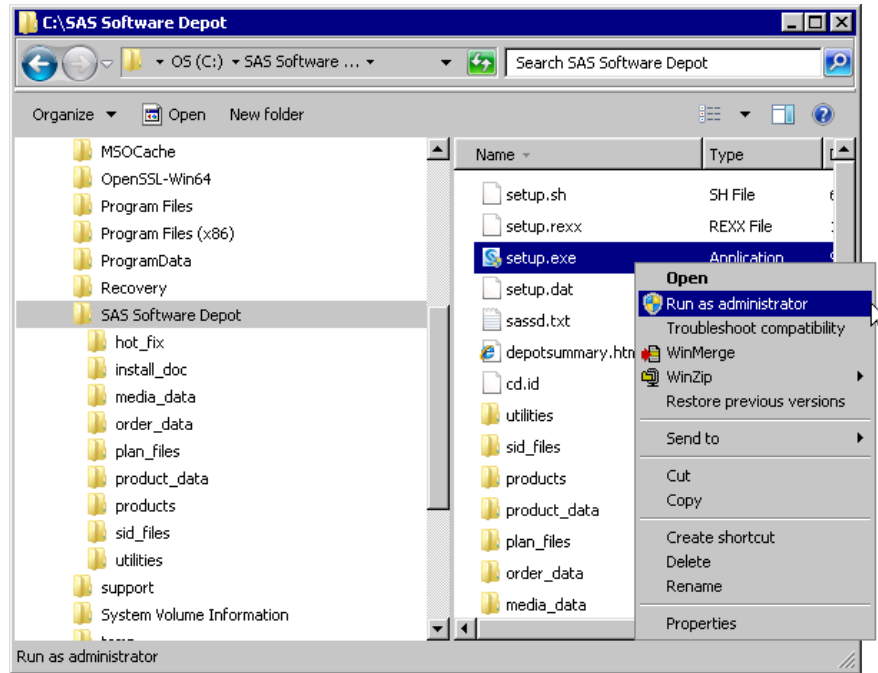 C:\SAS Software Depot
OS (C:) SAS Software ...
Search SAS Software Depot
Organize Open New folder
MSOCache
OpenSSL-Win64
Program Files
Program Files (x86)
ProgramData
Recovery
SAS Software Depot
hot_fix
install_doc
media_data
order_data
plan_files
product_data
products
sid_files
utilities
support
System Volume Information
Name Type
setup.sh SH File
setup.rexx REXX File
setup.exe Application
setup.dat
sassd.txt
depotsummary.htm
cd.id
utilities
sid_files
products
product_data
plan_files
order_data
media_data
Open
Run as administrator
Troubleshoot compatibility
WinMerge
WinZip
Restore previous versions
Send to
Cut
Copy
Create shortcut
Delete
Rename
Properties
Run as administrator